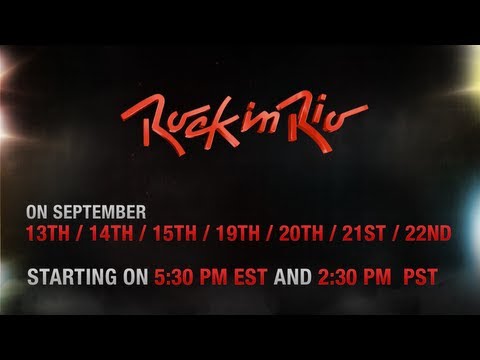 Rock in Rio
ON SEPTEMBER
13TH / 14TH / 15TH / 19TH / 20TH / 21ST / 22ND
STARTING ON 5:30 PM EST AND 2:30 PM PST